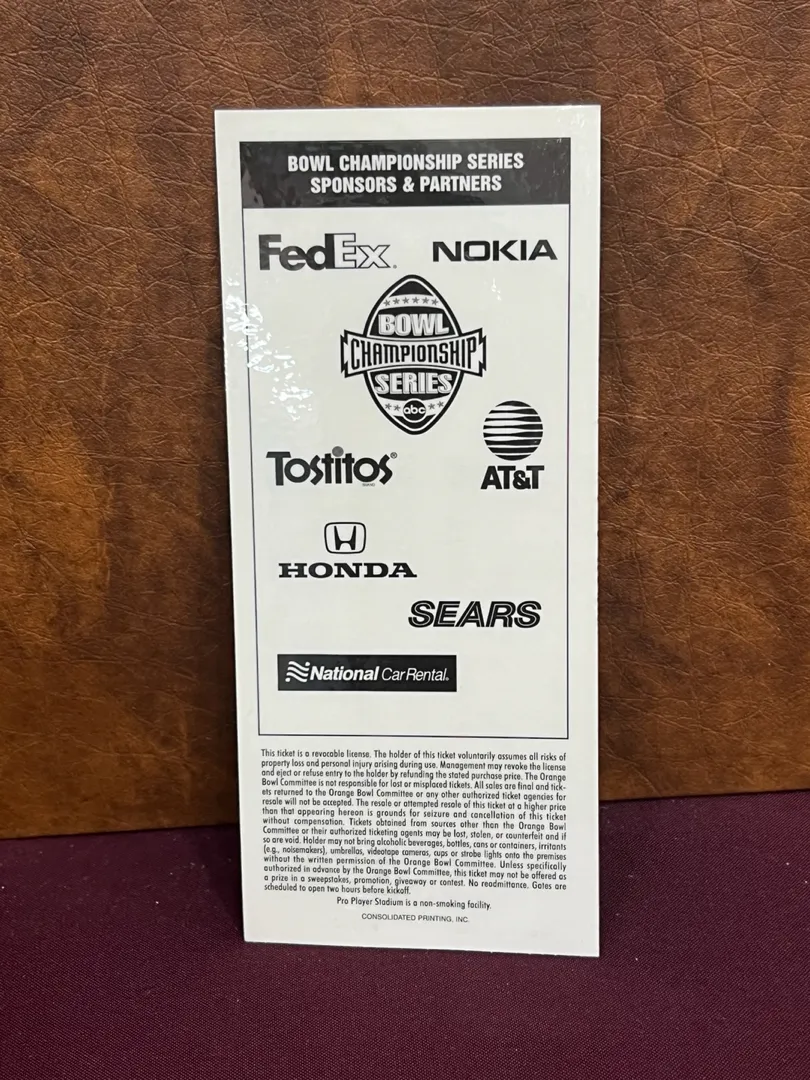 BOWL CHAMPIONSHIP SERIES
SPONSORS & PARTNERS
FedEx. NOKIA
BOWL
CHAMPIONSHIP
SERIES
abc
Tostitos®
AT&T
HONDA
SEARS
National Car Rental.
This ticket is a revocable license. The holder of this ticket voluntarily assumes all risks of
property loss and personal injury arising during use. Management may revoke the license
and eject or refuse entry to the holder by refunding the stated purchase price. The Orange
Bowl Committee is not responsible for lost or misplaced tickets. All sales are final and tick-
ets returned to the Orange Bowl Committee or any other authorized ticket agencies for
resale will not be accepted. The resale or attempted resale of this ticket at a higher price
than that appearing hereon is grounds for seizure and cancellation of this ticket
without compensation. Tickets obtained from sources other than the Orange Bowl
Committee or their authorized ticketing agents may be lost, stolen, or counterfeit and if
so are void. Holder may not bring alcoholic beverages, bottles, cans or containers, irritants
(e.g., noisemakers), umbrellas, videotape cameras, cups or strobe lights onto the premises
without the written permission of the Orange Bowl Committee. Unless specifically
authorized in advance by the Orange Bowl Committee, this ticket may not be offered as
a prize in a sweepstakes, promotion, giveaway or contest. No readmittance. Gates are
scheduled to open two hours before kickoff.
Pro Player Stadium is a non-smoking facility.
CONSOLIDATED PRINTING, INC.